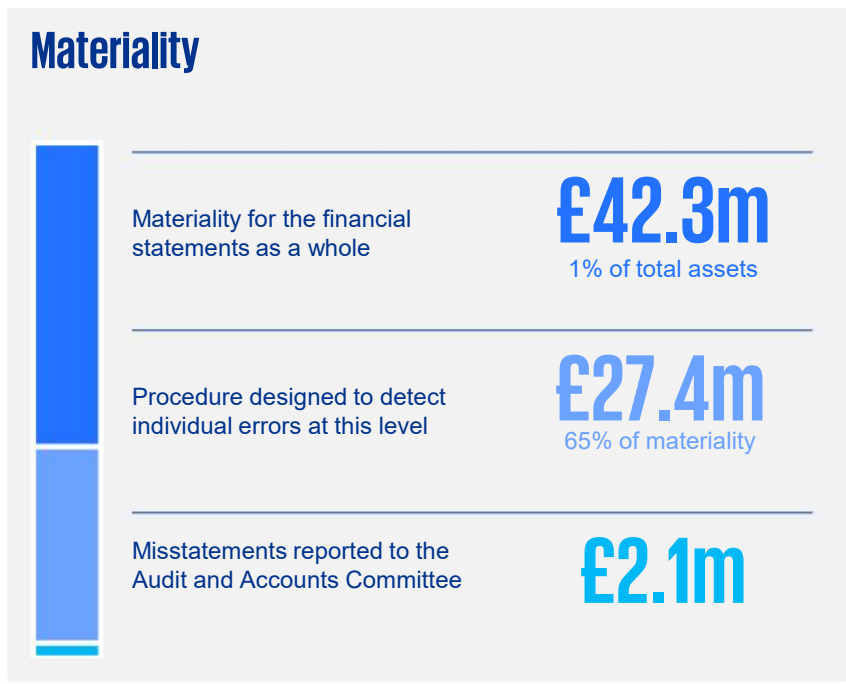 Materiality
Materiality for the financial
statements as a whole
£42.3m
1% of total assets
Procedure designed to detect
individual errors at this level
£27.4m
65% of materiality
Misstatements reported to the
Audit and Accounts Committee
£2.1m